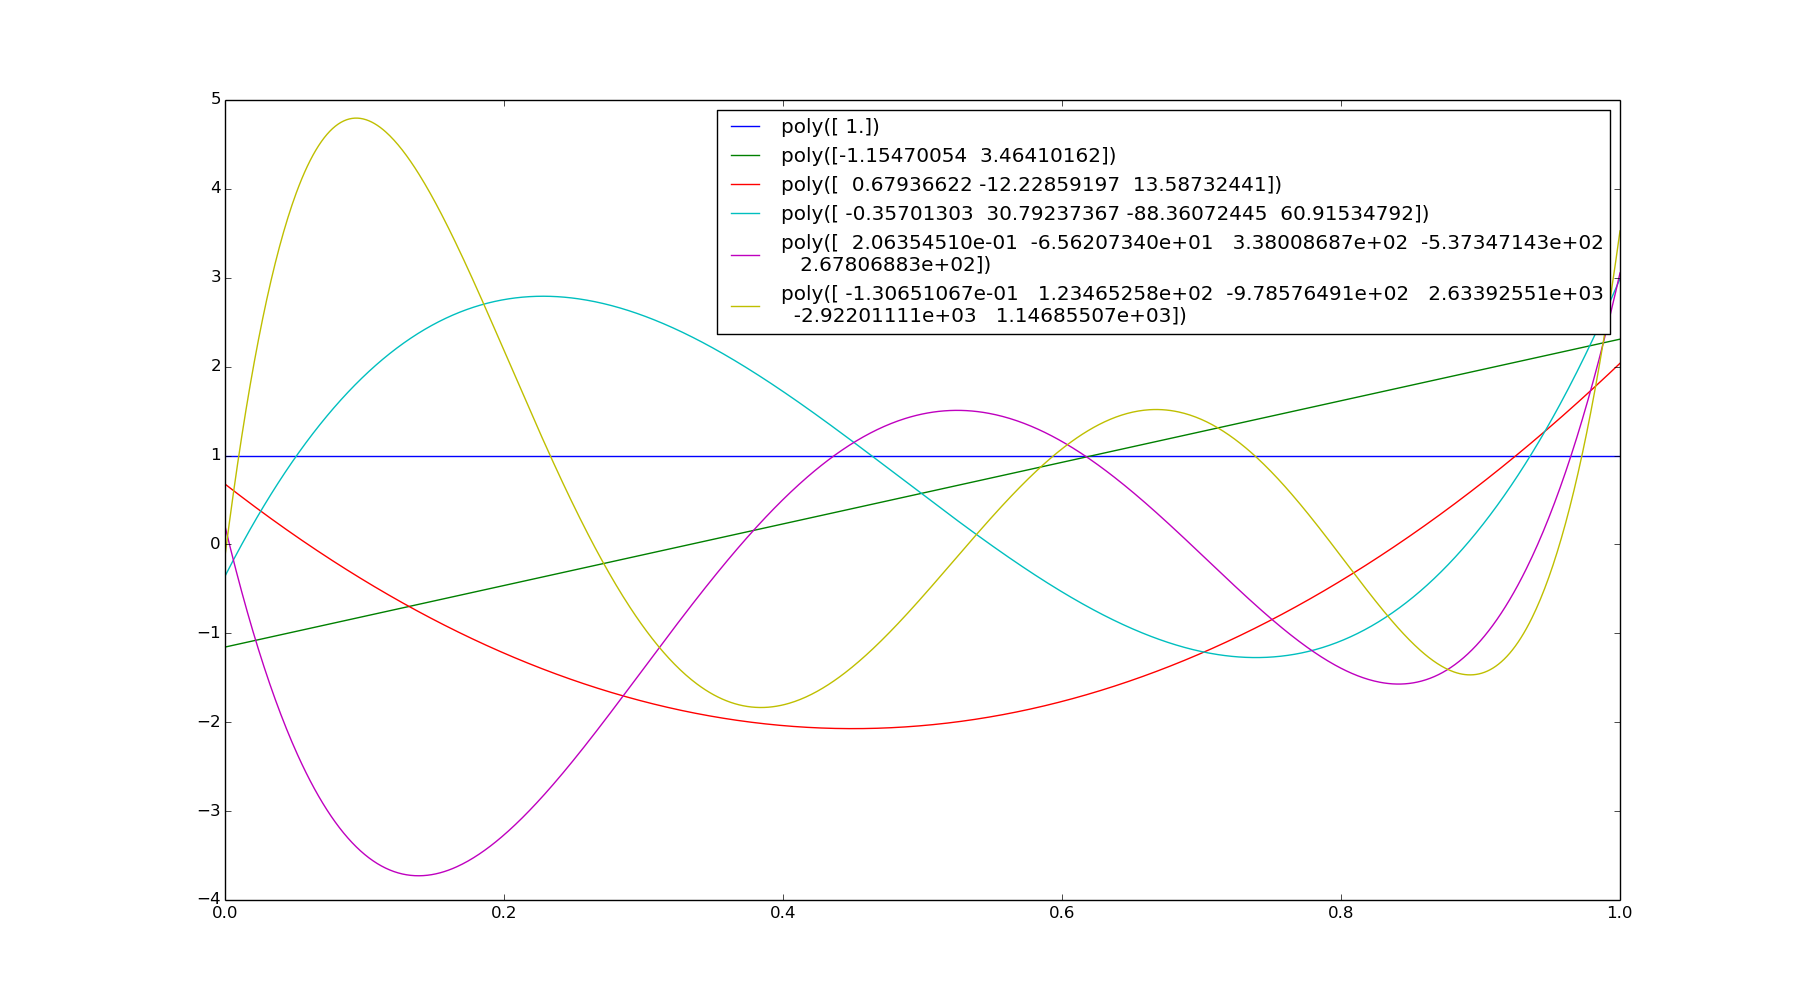 5
4
3
2
1
0
−1
−2
−3
−4
0.0
0.2
0.4
0.6
0.8
1.0
poly([ 1.])
poly([-1.15470054  3.46410162])
poly([  0.67936622 -12.22859197  13.58732441])
poly([ -0.35701303  30.79237367 -88.36072445  60.91534792])
poly([  2.06354510e-01  -6.56207340e+01   3.38008687e+02  -5.37347143e+02
2.67806883e+02])
poly([ -1.30651067e-01   1.23465258e+02  -9.78576491e+02   2.63392551e+03
-2.92201111e+03   1.14685507e+03])